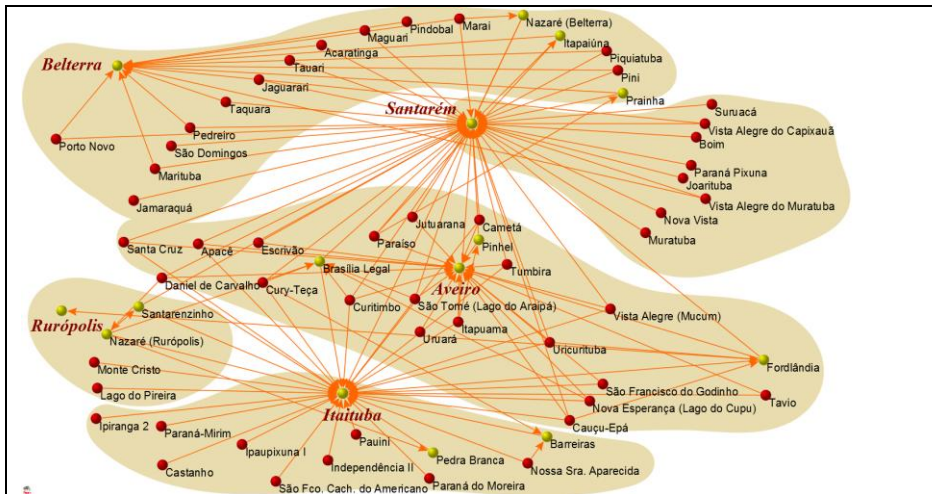 Nazaré (Belterra)
Marai
Pindobal
Maguari
Itapaiúna
Acaratinga
Piquiatuba
Belterra
Tauari
Pini
Jaguarari
Prainha
Taquara
Santarém
Suruacá
Vista Alegre do Capixauã
Pedreiro
Boim
Porto Novo
São Domingos
Marituba
Paraná Pixuna
Joarituba
Jamaraquá
Vista Alegre do Muratuba
Nova Vista
Jutuarana
Cametá
Muratuba
Santa Cruz
Apacê
Escrivão
Paraíso
Pinhel
Brasília Legal
Tumbira
Daniel de Carvalho
Cury-Teça
Aveiro
Curitimbo
São Tomé (Lago do Araipá)
Santarenzinho
Vista Alegre (Mucum)
Rurópolis
Itapuama
Uruará
Nazaré (Rurópolis)
Uricurituba
Monte Cristo
Fordlândia
Lago do Pireira
São Francisco do Godinho
Itaituba
Nova Esperança (Lago do Cupu)
Tavio
Ipiranga 2
Cauçu-Epá
Paraná-Mirim
Pauini
Barreiras
Ipaupixuna I
Pedra Branca
Castanho
Independência II
Nossa Sra. Aparecida
São Fco. Cach. do Americano
Paraná do Moreira